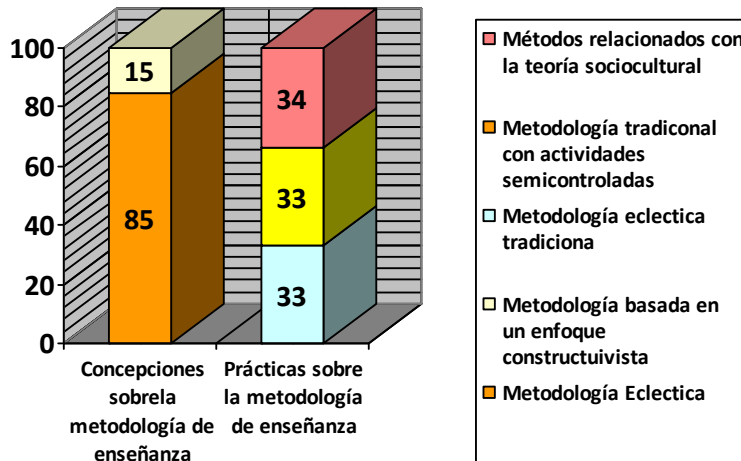 100
80
60
40
20
0
15
85
34
33
33
Concepciones
sobrela
metodología de
enseñanza
Prácticas sobre
la metodología
de enseñanza
Métodos relacionados con
la teoría sociocultural
Metodología tradiconal
con actividades
semicontroladas
Metodología eclectica
tradiciona
Metodología basada en
un enfoque
constructuivista
Metodología Eclectica